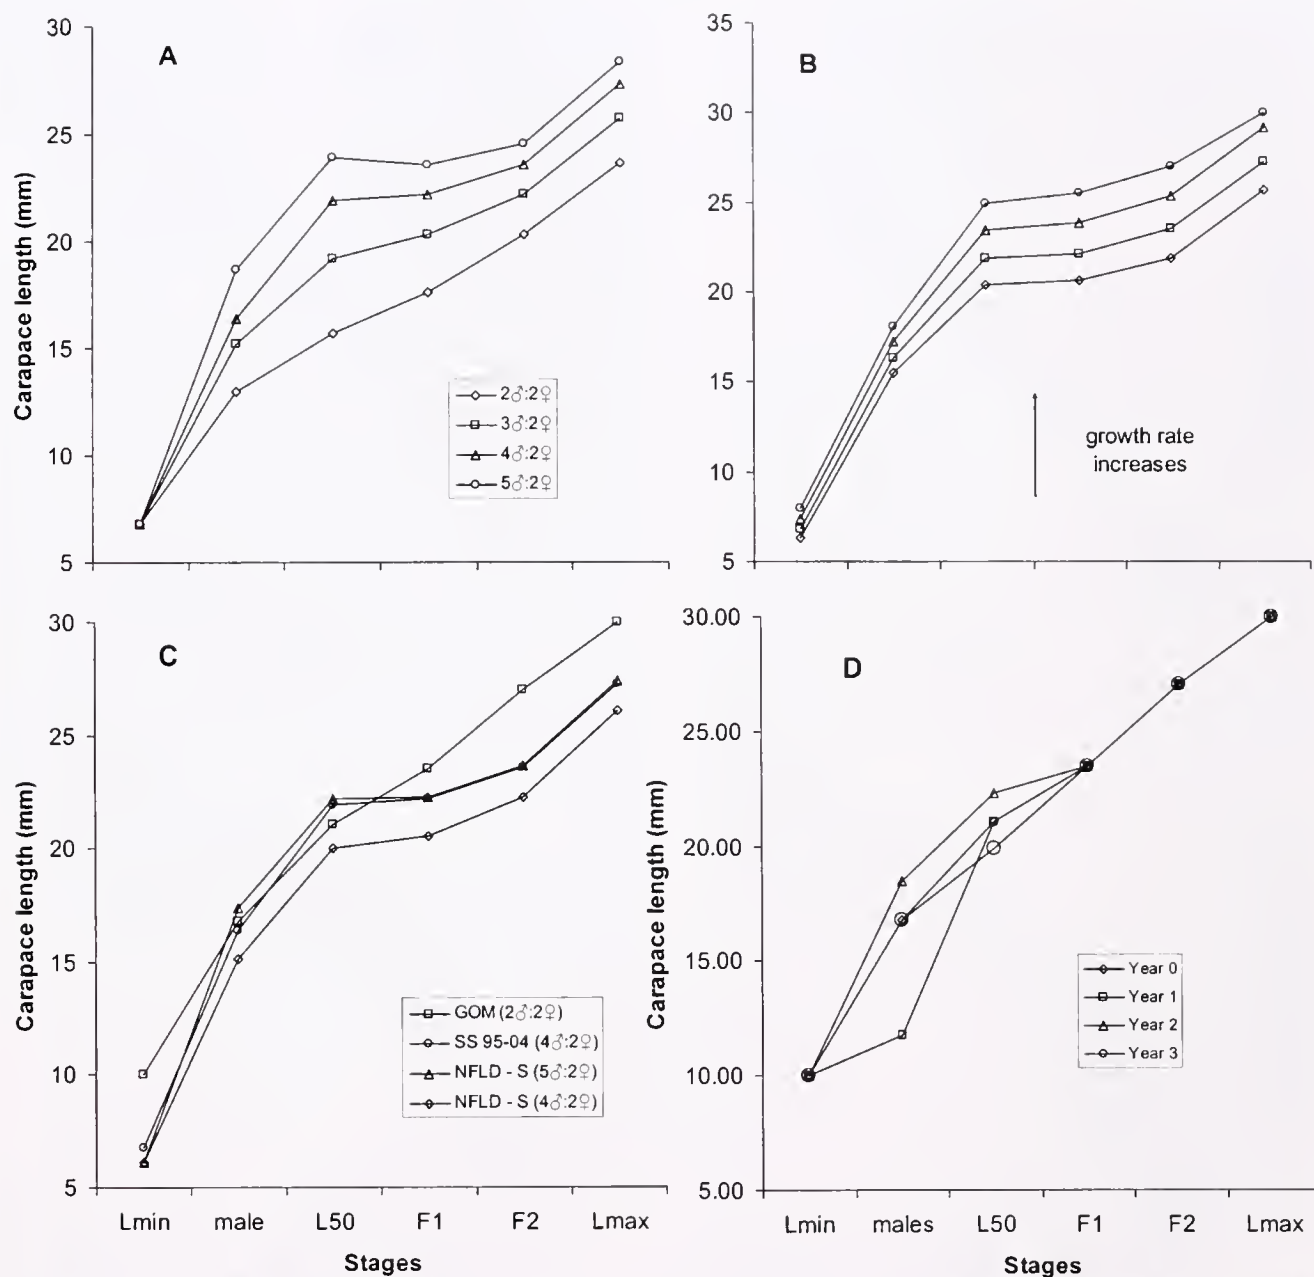 A
30
25
20
15
10
5
Carapace length (mm)
2♂:2♀
3♂:2♀
4♂:2♀
5♂:2♀
B
35
30
25
20
15
10
5
growth rate
increases
C
30
25
20
15
10
5
Carapace length (mm)
GOM (2♂:2♀)
SS 95-04 (4♂:2♀)
NFLD - S (5♂:2♀)
NFLD - S (4♂:2♀)
Lmin male L50 F1 F2 Lmax
Stages
D
30.00
25.00
20.00
15.00
10.00
5.00
Carapace length (mm)
Year 0
Year 1
Year 2
Year 3
Lmin males L50 F1 F2 Lmax
Stages